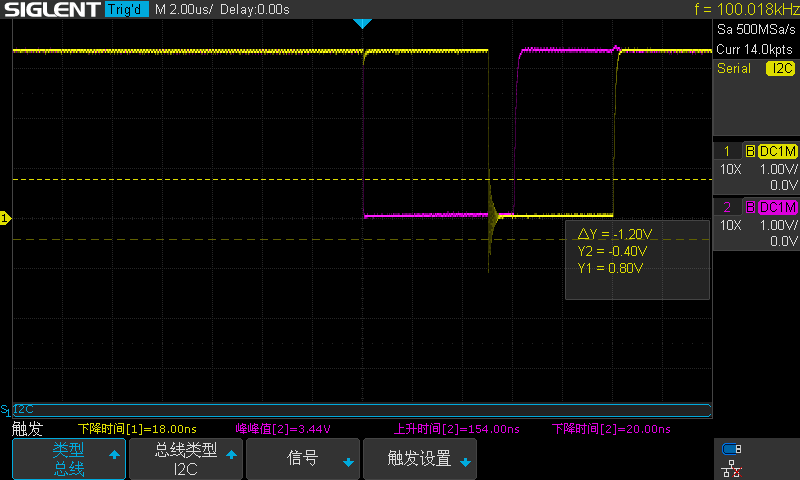 SIGLENT Trig'd M 2.00us/ Delay:0.00s f = 100.018kHz
Sa 500MSa/s
Curr 14.0kpts
Serial I2C
1 B DC1M
10X 1.00V/
0.0V
2 B DC1M
10X 1.00V/
0.0V
1
ΔY = -1.20V
Y2 = -0.40V
Y1 = 0.80V
S1 I2C
触发 下降时间[1]=18.00ns 峰峰值[2]=3.44V 上升时间[2]=154.00ns 下降时间[2]=20.00ns
类型
总线
总线类型
I2C
信号
触发设置